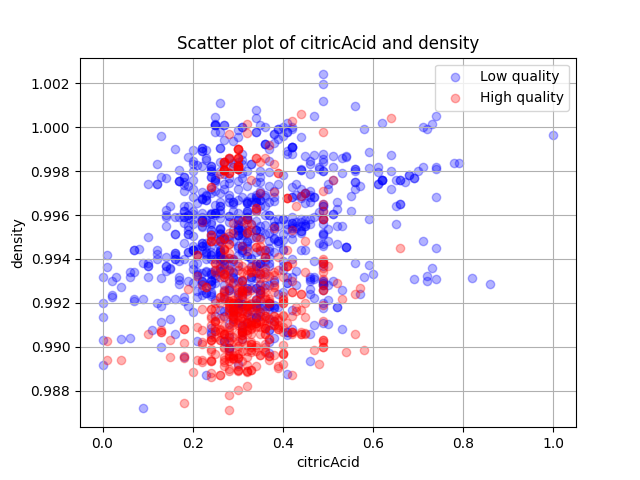 Scatter plot of citricAcid and density
Low quality
High quality
1.002
1.000
0.998
0.996
0.994
0.992
0.990
0.988
density
0.0 0.2 0.4 0.6 0.8 1.0
citricAcid